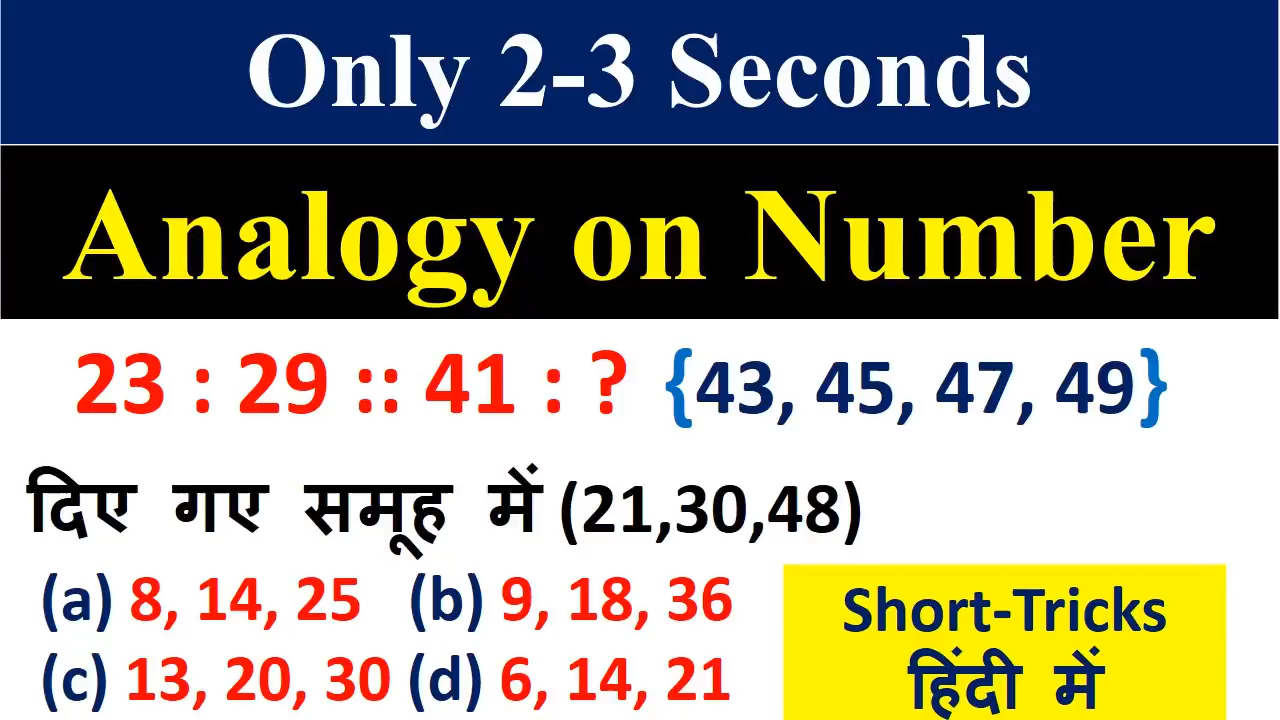 Only 2-3 Seconds
Analogy on Number
23 : 29 :: 41 : ? {43, 45, 47, 49}
दिए गए समूह में (21,30,48)
(a) 8, 14, 25 (b) 9, 18, 36
(c) 13, 20, 30 (d) 6, 14, 21
Short-Tricks
हिंदी में